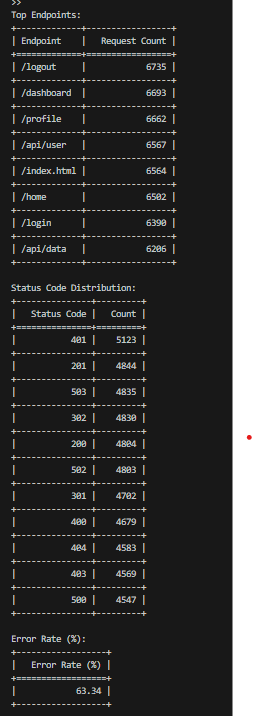 >>
Top Endpoints:
+-------------+-----------------+
| Endpoint    |   Request Count |
+=============+=================+
| /logout     |            6735 |
+-------------+-----------------+
| /dashboard  |            6693 |
+-------------+-----------------+
| /profile    |            6662 |
+-------------+-----------------+
| /api/user   |            6567 |
+-------------+-----------------+
| /index.html |            6564 |
+-------------+-----------------+
| /home       |            6502 |
+-------------+-----------------+
| /login      |            6390 |
+-------------+-----------------+
| /api/data   |            6206 |
+-------------+-----------------+
Status Code Distribution:
+---------------+---------+
|   Status Code |   Count |
+===============+=========+
|           401 |    5123 |
+---------------+---------+
|           201 |    4844 |
+---------------+---------+
|           503 |    4835 |
+---------------+---------+
|           302 |    4830 |
+---------------+---------+
|           200 |    4804 |
+---------------+---------+
|           502 |    4803 |
+---------------+---------+
|           301 |    4702 |
+---------------+---------+
|           400 |    4679 |
+---------------+---------+
|           404 |    4583 |
+---------------+---------+
|           403 |    4569 |
+---------------+---------+
|           500 |    4547 |
+---------------+---------+
Error Rate (%):
+------------------+
|   Error Rate (%) |
+==================+
|            63.34 |
+------------------+